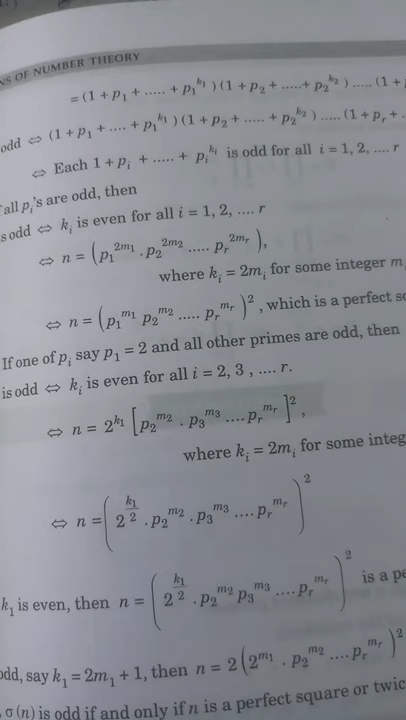 NS OF NUMBER THEORY
= (1 + p₁ + ..... + p₁^k₁) (1 + p₂ + .....+ p₂^k₂) ..... (1 +
odd ⇔ (1 + p₁ + .... + p₁^k₁) (1 + p₂ + ..... + p₂^k₂) ..... (1 + pᵣ + ..
⇔ Each 1 + pᵢ + ..... + pᵢ^kᵢ is odd for all i = 1, 2, .... r
all pᵢ's are odd, then
s odd ⇔ kᵢ is even for all i = 1, 2, .... r
⇔ n = (p₁^2m₁ . p₂^2m₂ ..... pᵣ^2mᵣ),
where kᵢ = 2mᵢ for some integer m
⇔ n = (p₁^m₁ p₂^m₂ ..... pᵣ^mᵣ)², which is a perfect s
If one of pᵢ say p₁ = 2 and all other primes are odd, then
is odd ⇔ kᵢ is even for all i = 2, 3 , .... r.
⇔ n = 2^k₁ [p₂^m₂ . p₃^m₃ .... pᵣ^mᵣ]²,
where kᵢ = 2mᵢ for some integ
⇔ n = (2^(k₁/2) . p₂^m₂ . p₃^m₃ .... pᵣ^mᵣ)²
k₁ is even, then n = (2^(k₁/2) . p₂^m₂ p₃^m₃ .... pᵣ^mᵣ)² is a pe
odd, say k₁ = 2m₁ + 1, then n = 2 (2^m₁ . p₂^m₂ .... pᵣ^mᵣ)²
σ (n) is odd if and only if n is a perfect square or twic